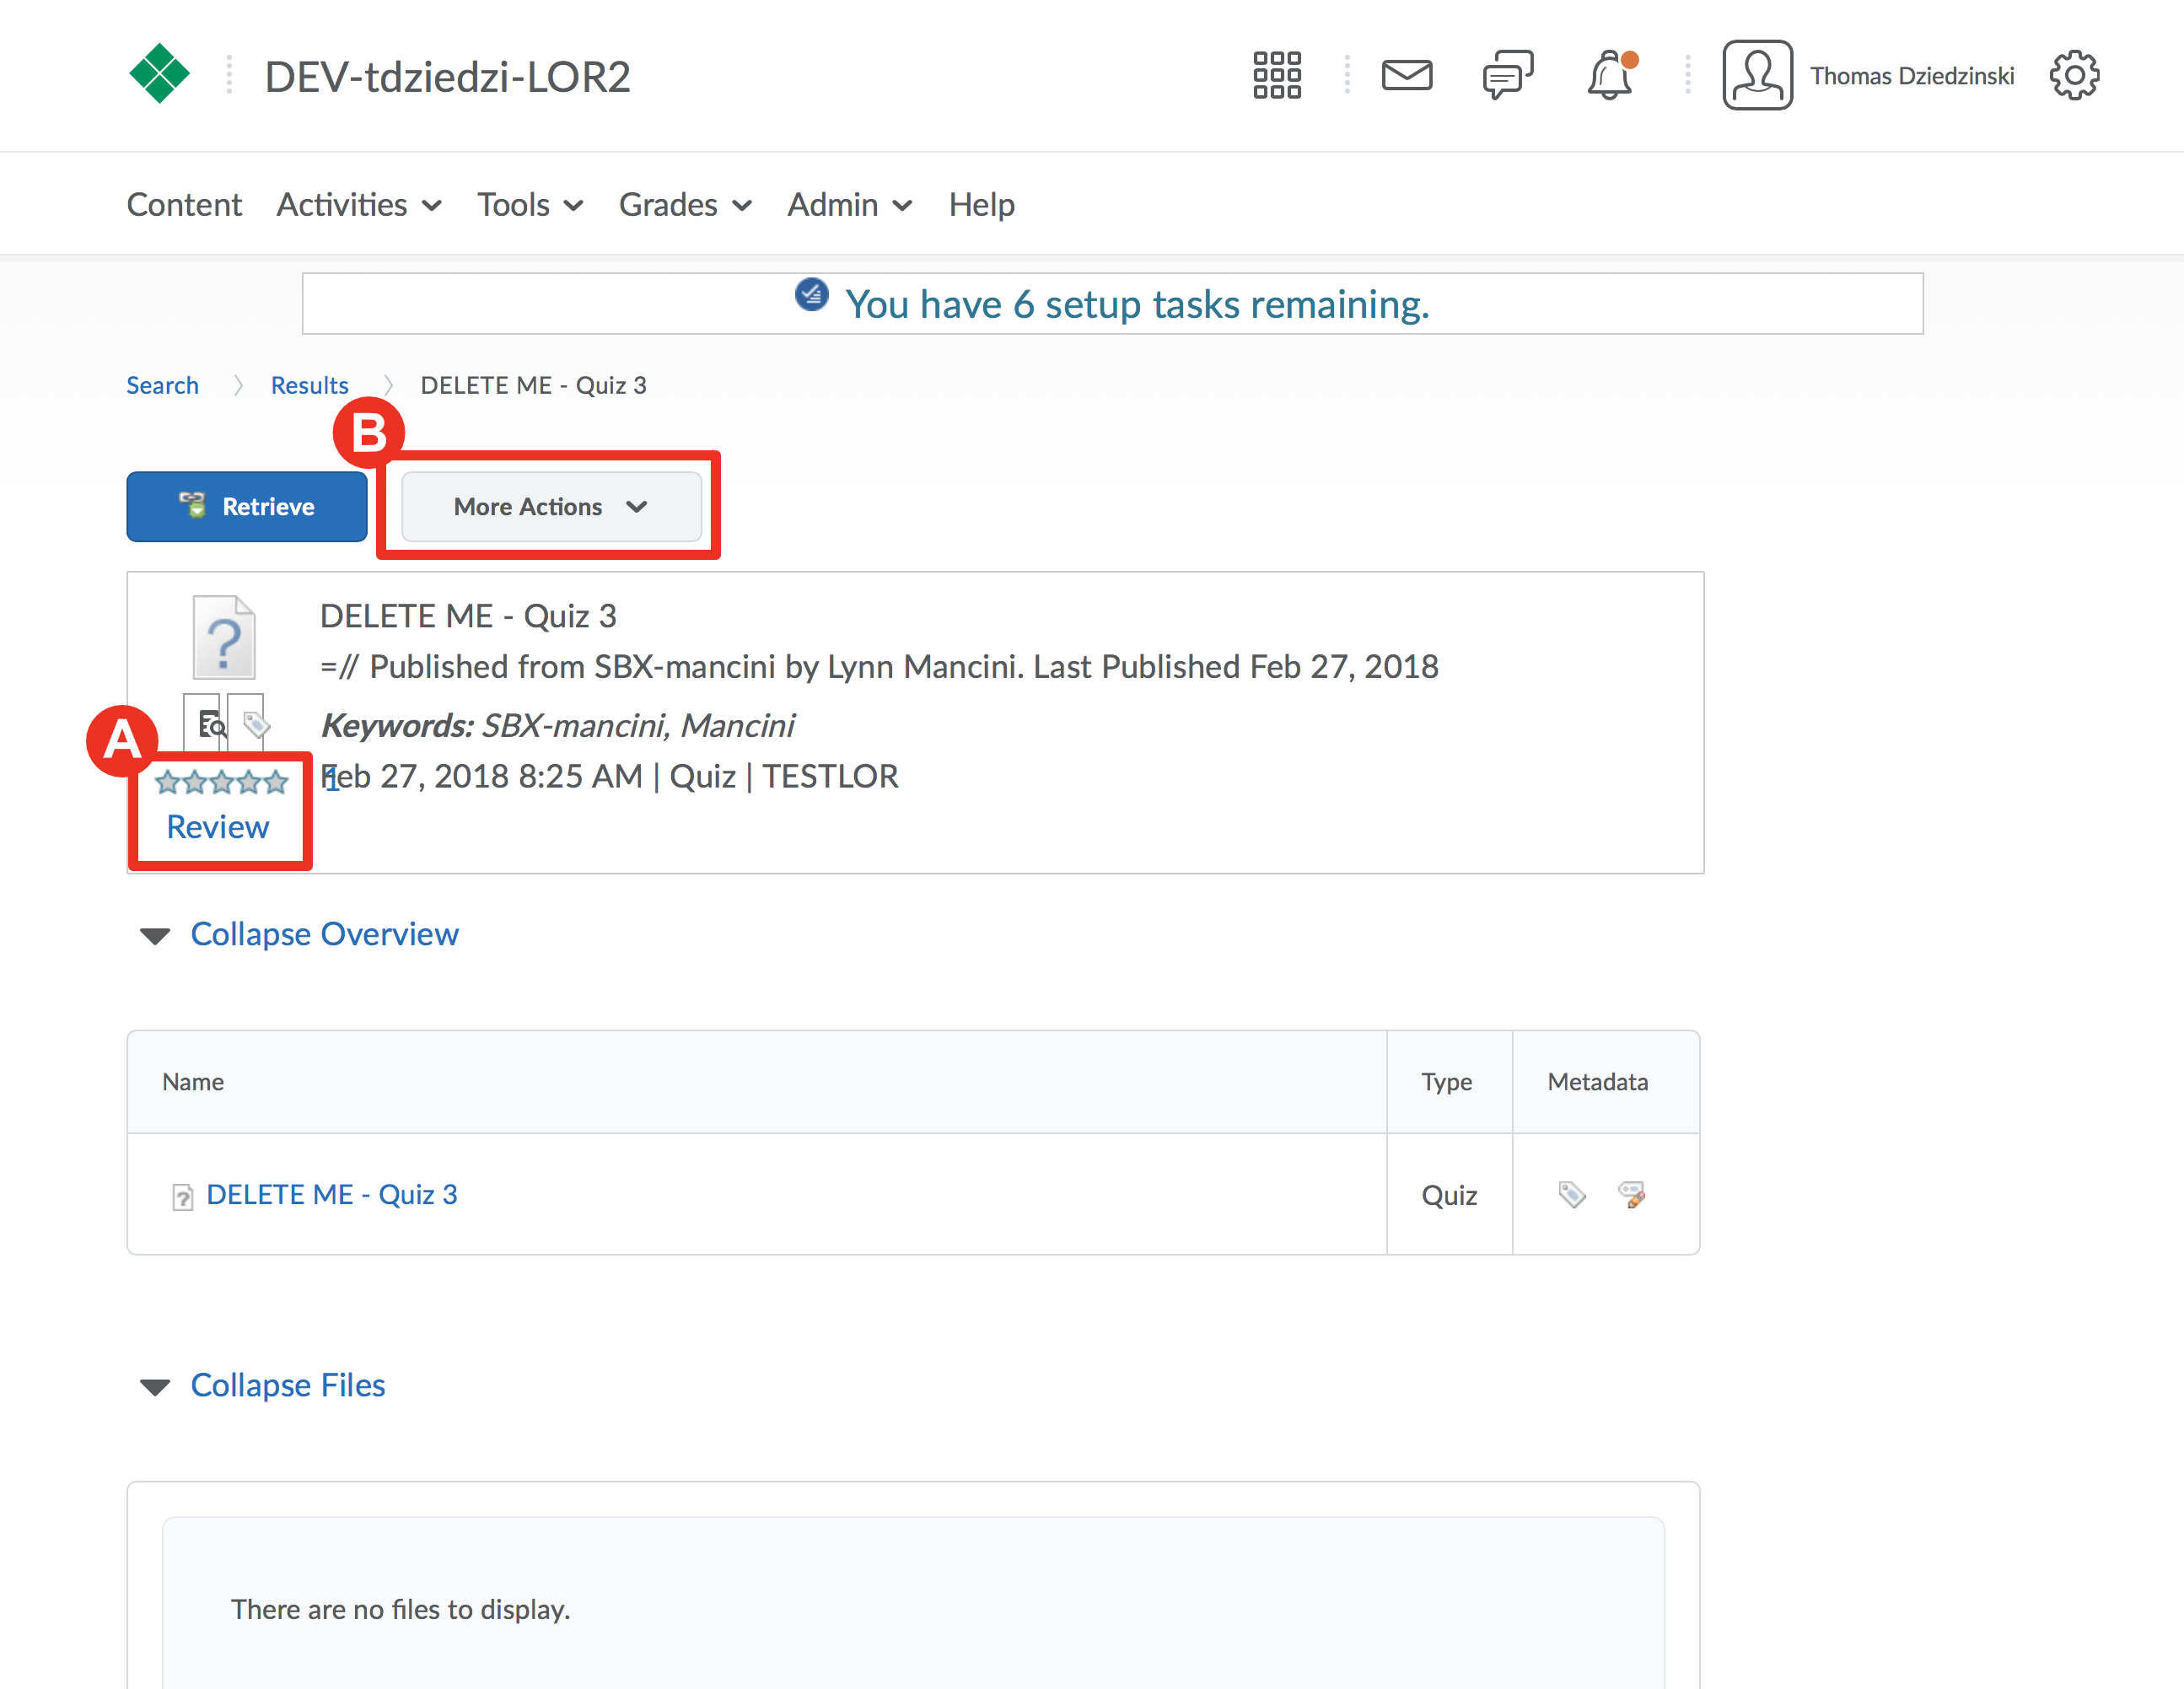 DEV-tdziedzi-LOR2
Thomas Dziedzinski
Content Activities Tools Grades Admin Help
You have 6 setup tasks remaining.
Search Results DELETE ME - Quiz 3
B
Retrieve More Actions
DELETE ME - Quiz 3
=// Published from SBX-mancini by Lynn Mancini. Last Published Feb 27, 2018
Keywords: SBX-mancini, Mancini
A
1
Feb 27, 2018 8:25 AM | Quiz | TESTLOR
Review
Collapse Overview
Name Type Metadata
DELETE ME - Quiz 3 Quiz
Collapse Files
There are no files to display.